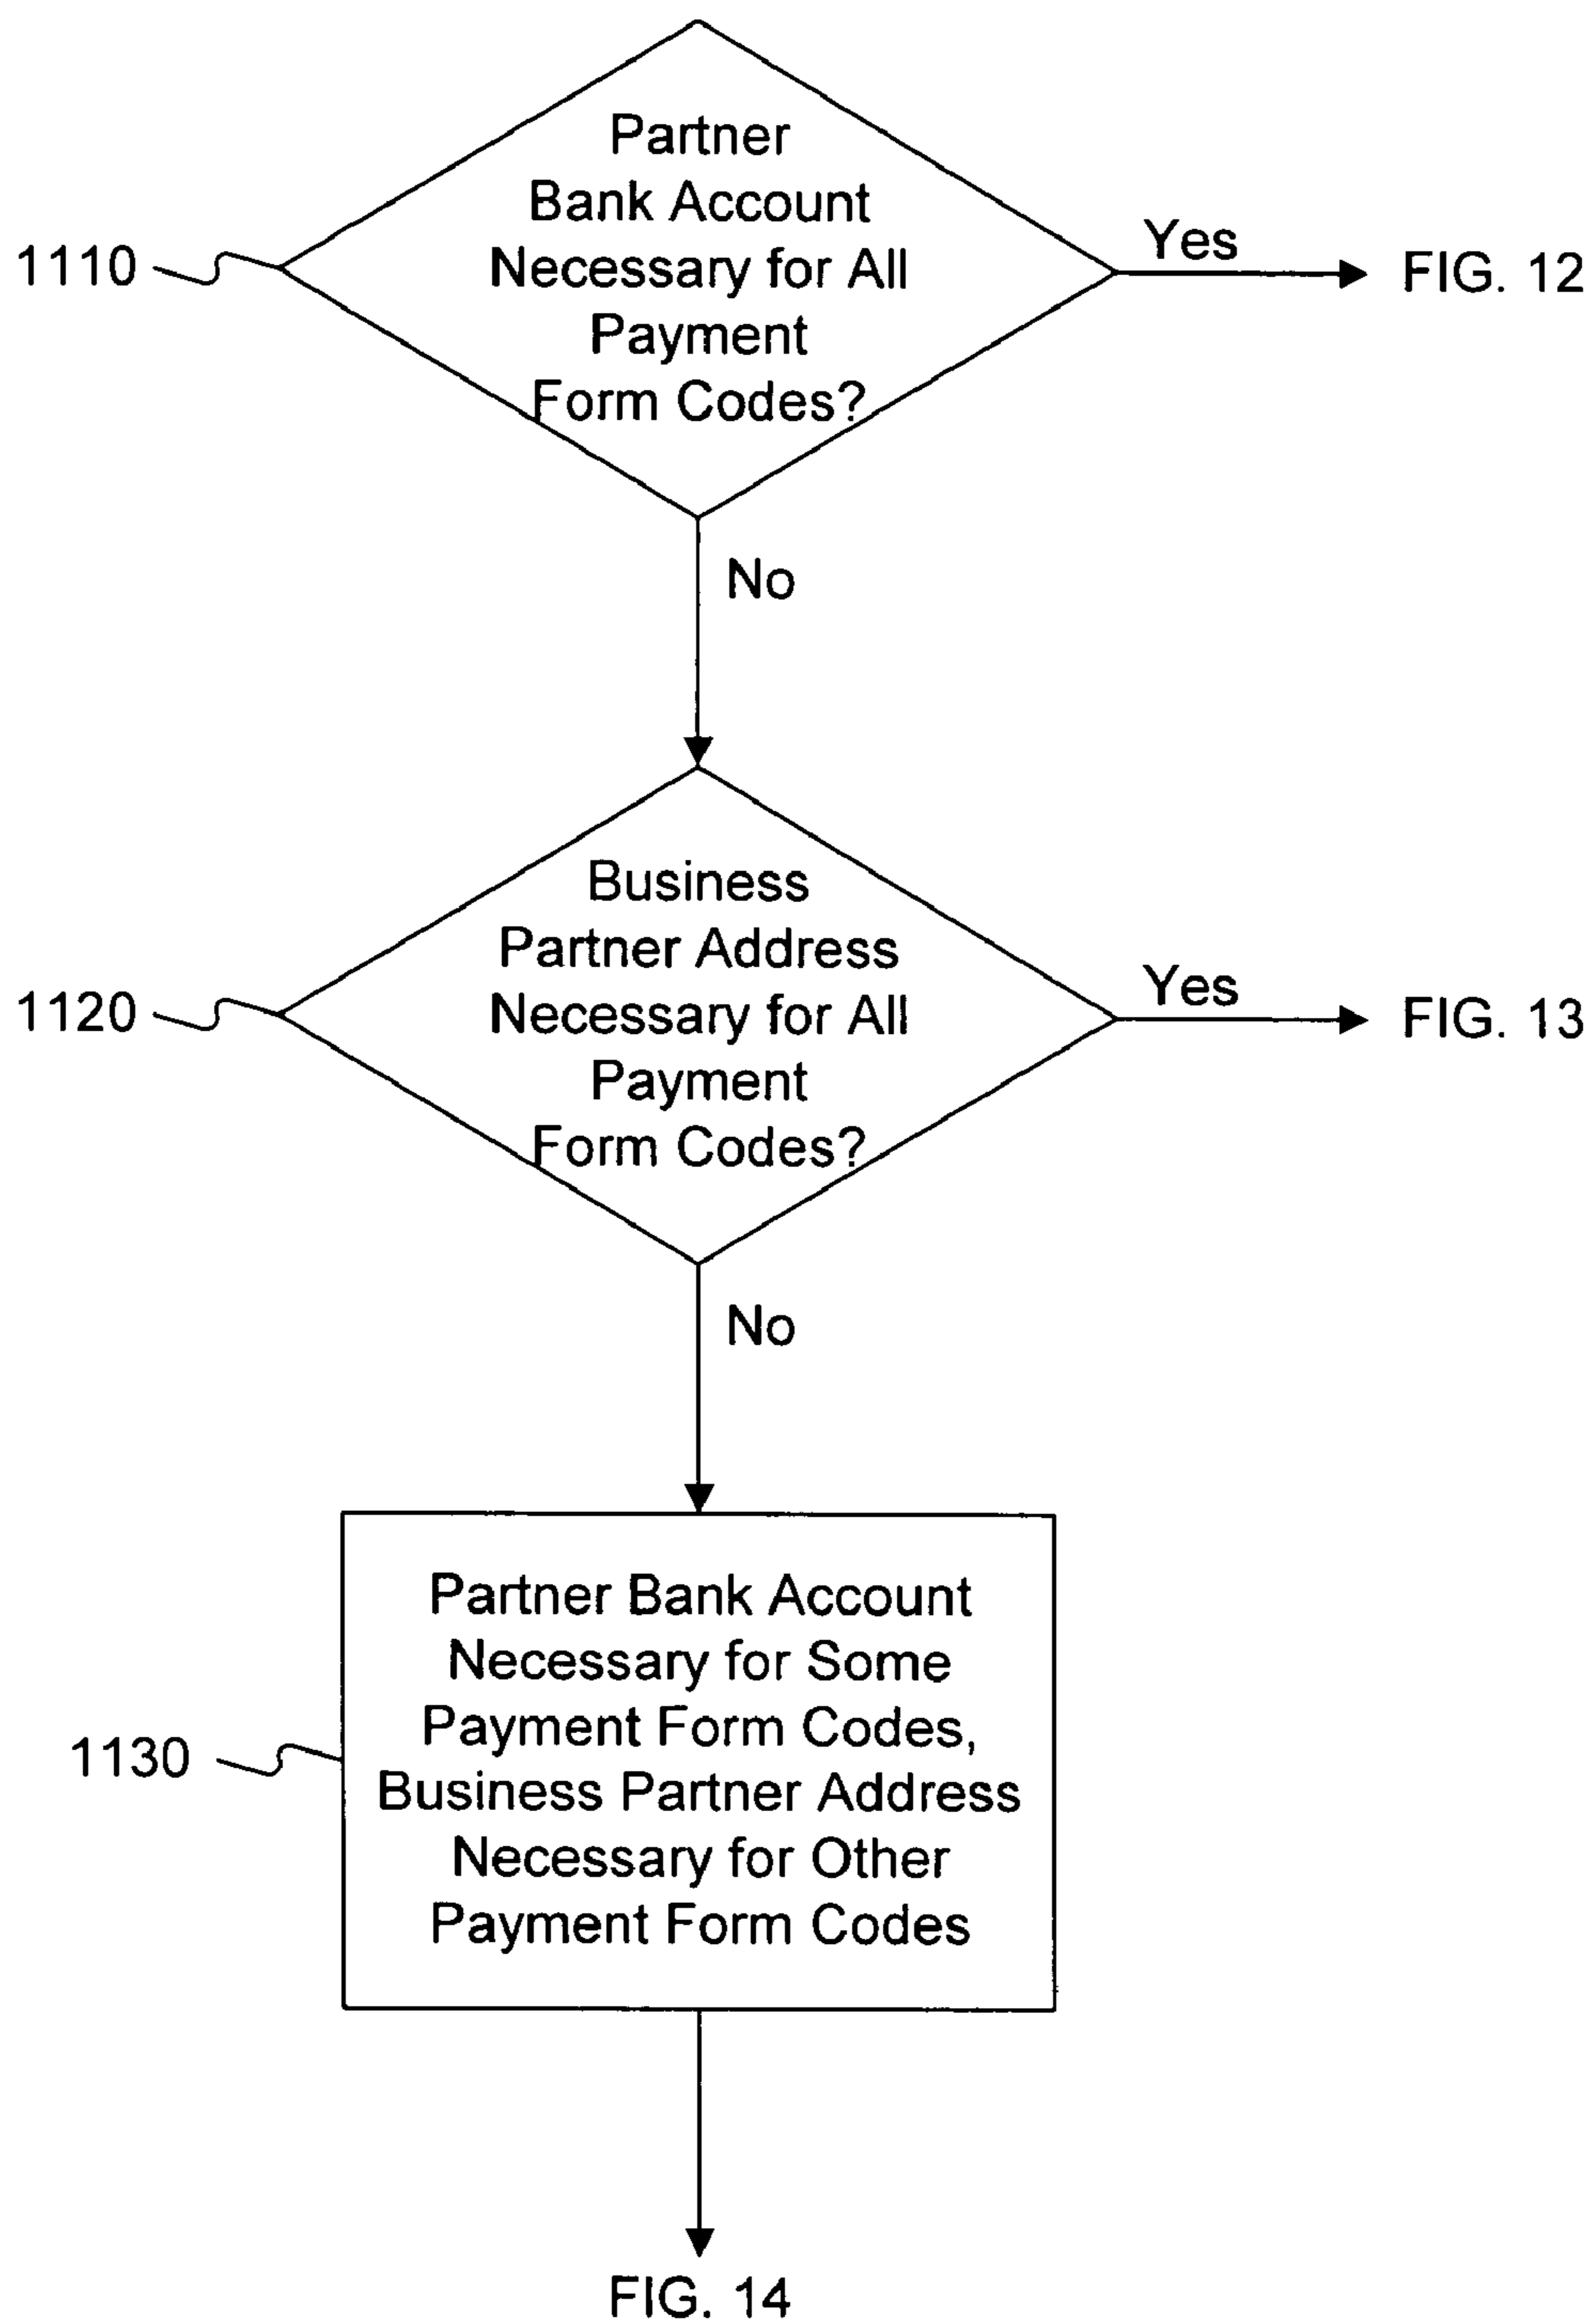 Partner
Bank Account
Necessary for All
Payment
Form Codes?
1110
Yes
FIG. 12
No
Business
Partner Address
Necessary for All
Payment
Form Codes?
1120
Yes
FIG. 13
No
Partner Bank Account
Necessary for Some
Payment Form Codes,
Business Partner Address
Necessary for Other
Payment Form Codes
1130
FIG. 14